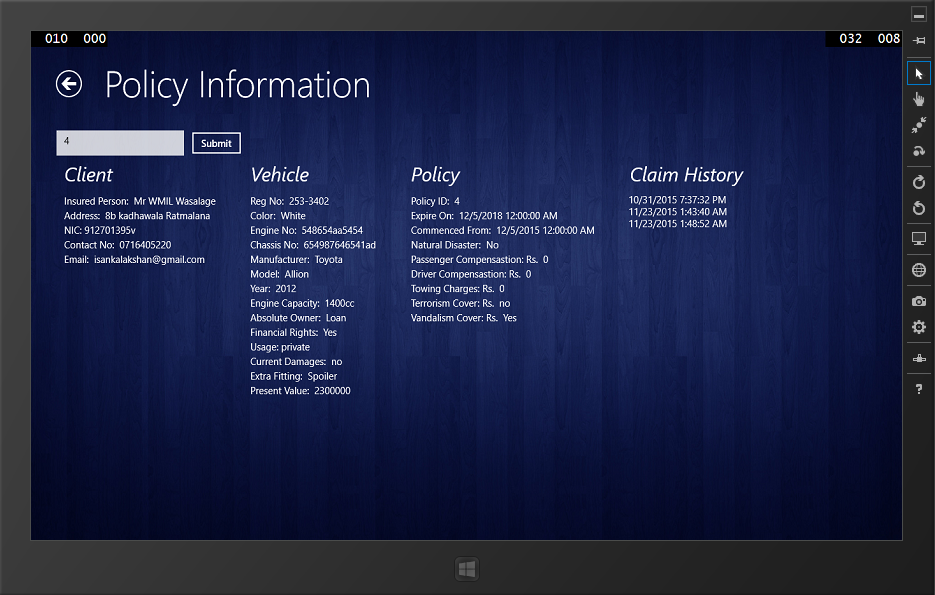 010 000
032 008
Policy Information
4
Submit
Client
Insured Person: Mr WMIL Wasalage
Address: 8b kadhawala Ratmalana
NIC: 912701395v
Contact No: 0716405220
Email: isankalakshan@gmail.com
Vehicle
Reg No: 253-3402
Color: White
Engine No: 548654aa5454
Chassis No: 654987646541ad
Manufacturer: Toyota
Model: Allion
Year: 2012
Engine Capacity: 1400cc
Absolute Owner: Loan
Financial Rights: Yes
Usage: private
Current Damages: no
Extra Fitting: Spoiler
Present Value: 2300000
Policy
Policy ID: 4
Expire On: 12/5/2018 12:00:00 AM
Commenced From: 12/5/2015 12:00:00 AM
Natural Disaster: No
Passenger Compensastion: Rs. 0
Driver Compensastion: Rs. 0
Towing Charges: Rs. 0
Terrorism Cover: Rs. no
Vandalism Cover: Rs. Yes
Claim History
10/31/2015 7:37:32 PM
11/23/2015 1:43:40 AM
11/23/2015 1:48:52 AM
?